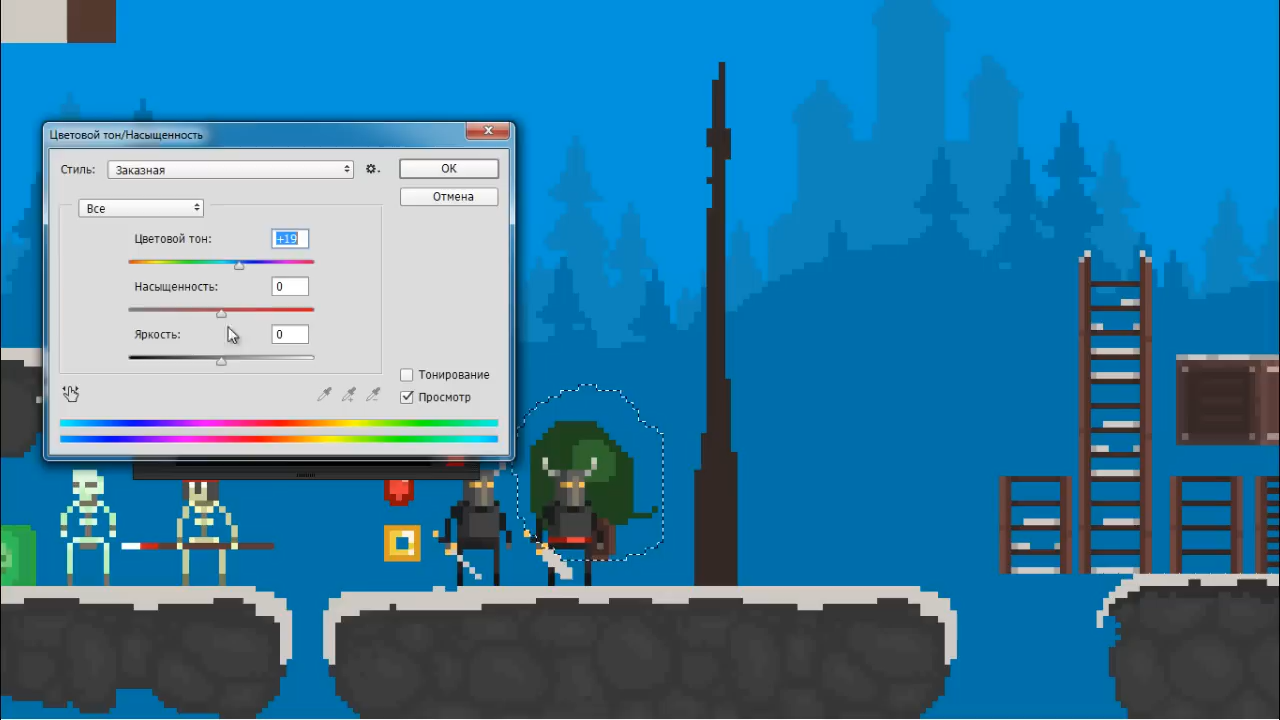 Цветовой тон/Насыщенность
Стиль: Заказная
OK
Отмена
Все
Цветовой тон: +19
Насыщенность: 0
Яркость: 0
Тонирование
Просмотр